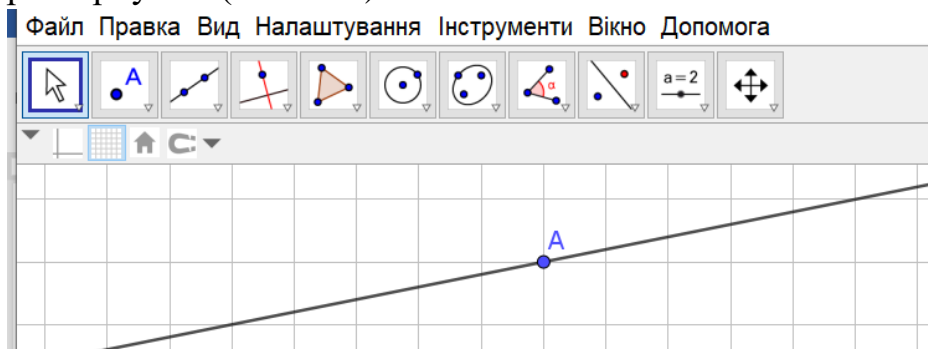 Файл Правка Вид Налаштування Інструменти Вікно Допомога
A
α
a=2
A